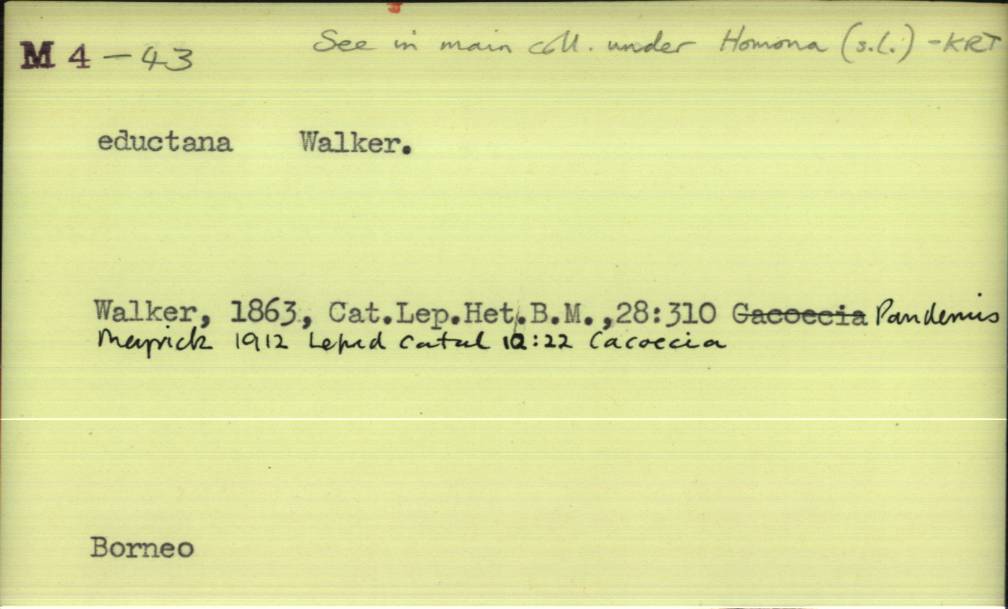 M 4 - 43 See in main coll. under Homona (s.l.) - KRT
eductana Walker.
Walker, 1863, Cat.Lep.Het.B.M.,28:310 Cacoecia Pandemis
Meyrick 1912 Lepid Catal 10:22 Cacoecia
Borneo